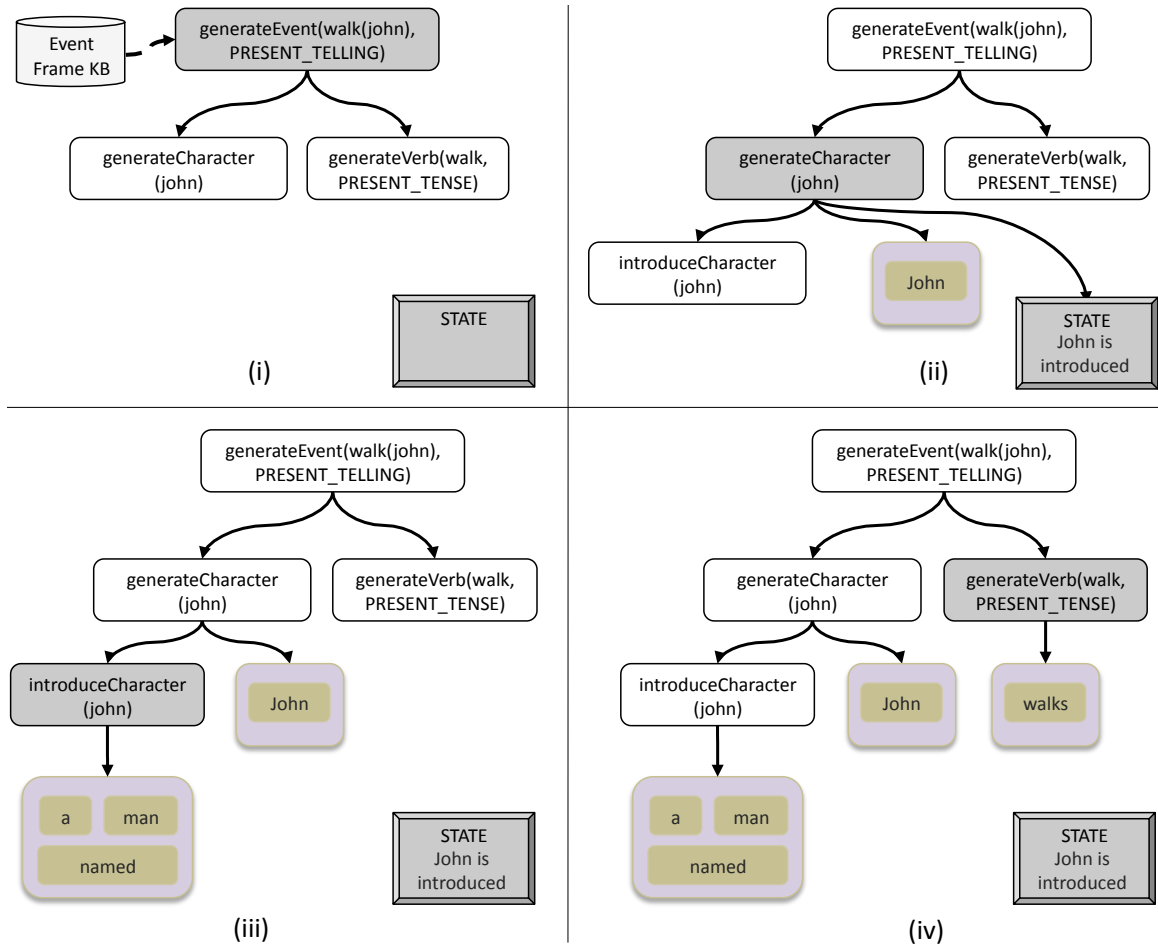 Event
Frame KB
generateEvent(walk(john),
PRESENT_TELLING)
generateCharacter
(john)
generateVerb(walk,
PRESENT_TENSE)
STATE
(i)
generateEvent(walk(john),
PRESENT_TELLING)
generateCharacter
(john)
generateVerb(walk,
PRESENT_TENSE)
introduceCharacter
(john)
John
STATE
John is
introduced
(ii)
generateEvent(walk(john),
PRESENT_TELLING)
generateCharacter
(john)
generateVerb(walk,
PRESENT_TENSE)
introduceCharacter
(john)
John
a man
named
STATE
John is
introduced
(iii)
generateEvent(walk(john),
PRESENT_TELLING)
generateCharacter
(john)
generateVerb(walk,
PRESENT_TENSE)
introduceCharacter
(john)
John
walks
a man
named
STATE
John is
introduced
(iv)